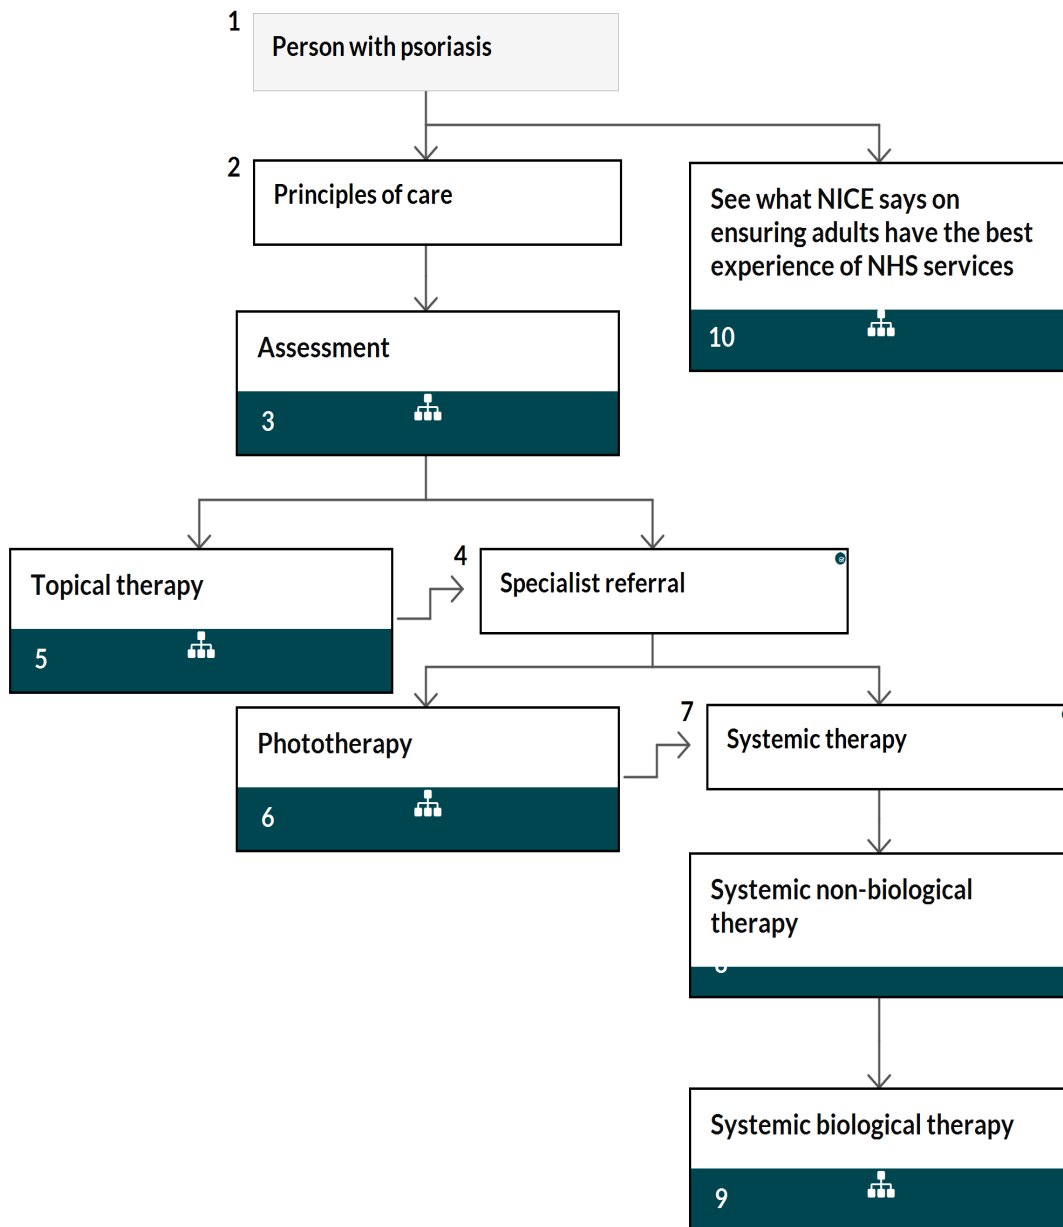 1
Person with psoriasis
2
Principles of care
See what NICE says on
ensuring adults have the best
experience of NHS services
10
Assessment
3
Topical therapy
5
4
Specialist referral
Phototherapy
6
7
Systemic therapy
Systemic non-biological
therapy
Systemic biological therapy
9